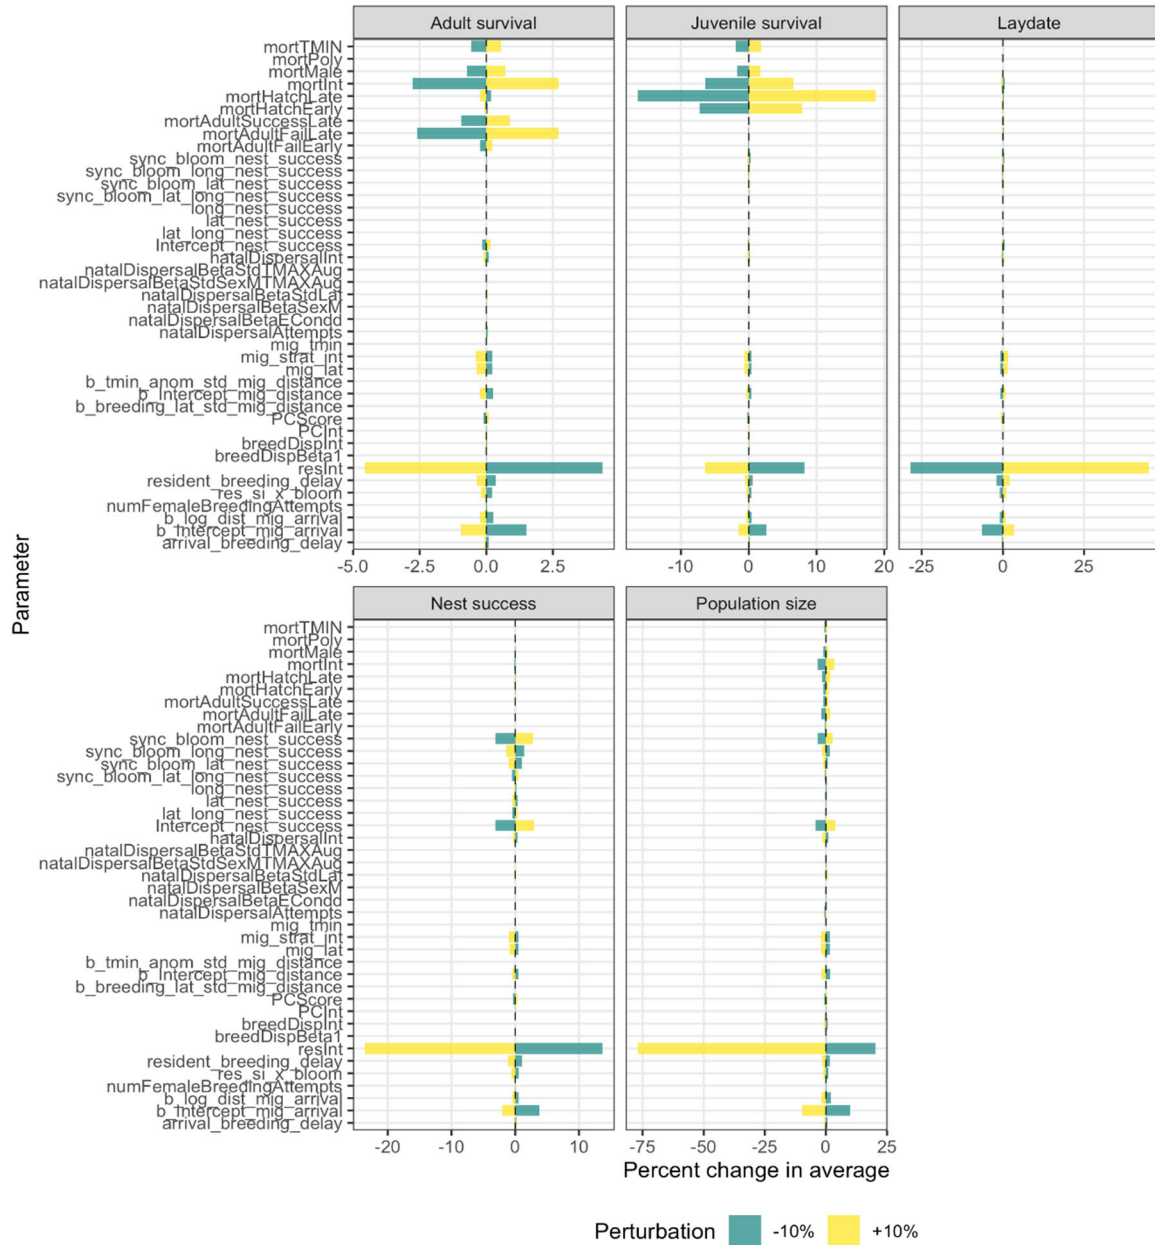 Adult survival
Juvenile survival
Laydate
mortTMIN
mortPoly
mortMale
mortInt
mortHatchLate
mortHatchEarly
mortAdultSuccessLate
mortAdultFailLate
mortAdultFailEarly
sync_bloom_nest_success
sync_bloom_long_nest_success
sync_bloom_lat_nest_success
sync_bloom_lat_long_nest_success
long_nest_success
lat_nest_success
lat_long_nest_success
Intercept_nest_success
natalDispersalInt
natalDispersalBetaStdTMAXAug
natalDispersalBetaStdSexMTMAXAug
natalDispersalBetaStdLat
natalDispersalBetaSexM
natalDispersalBetaECondd
natalDispersalAttempts
mig_tmin
mig_strat_int
mig_lat
b_tmin_anom_std_mig_distance
b_Intercept_mig_distance
b_breeding_lat_std_mig_distance
PCScore
PCInt
breedDispInt
breedDispBeta1
resInt
resident_breeding_delay
res_si_x_bloom
numFemaleBreedingAttempts
b_log_dist_mig_arrival
b_Intercept_mig_arrival
arrival_breeding_delay
-5.0 -2.5 0.0 2.5
-10 0 10 20
-25 0 25
Parameter
Nest success
Population size
mortTMIN
mortPoly
mortMale
mortInt
mortHatchLate
mortHatchEarly
mortAdultSuccessLate
mortAdultFailLate
mortAdultFailEarly
sync_bloom_nest_success
sync_bloom_long_nest_success
sync_bloom_lat_nest_success
sync_bloom_lat_long_nest_success
long_nest_success
lat_nest_success
lat_long_nest_success
Intercept_nest_success
natalDispersalInt
natalDispersalBetaStdTMAXAug
natalDispersalBetaStdSexMTMAXAug
natalDispersalBetaStdLat
natalDispersalBetaSexM
natalDispersalBetaECondd
natalDispersalAttempts
mig_tmin
mig_strat_int
mig_lat
b_tmin_anom_std_mig_distance
b_Intercept_mig_distance
b_breeding_lat_std_mig_distance
PCScore
PCInt
breedDispInt
breedDispBeta1
resInt
resident_breeding_delay
res_si_x_bloom
numFemaleBreedingAttempts
b_log_dist_mig_arrival
b_Intercept_mig_arrival
arrival_breeding_delay
-20 -10 0 10
-75 -50 -25 0 25
Percent change in average
Perturbation -10% +10%